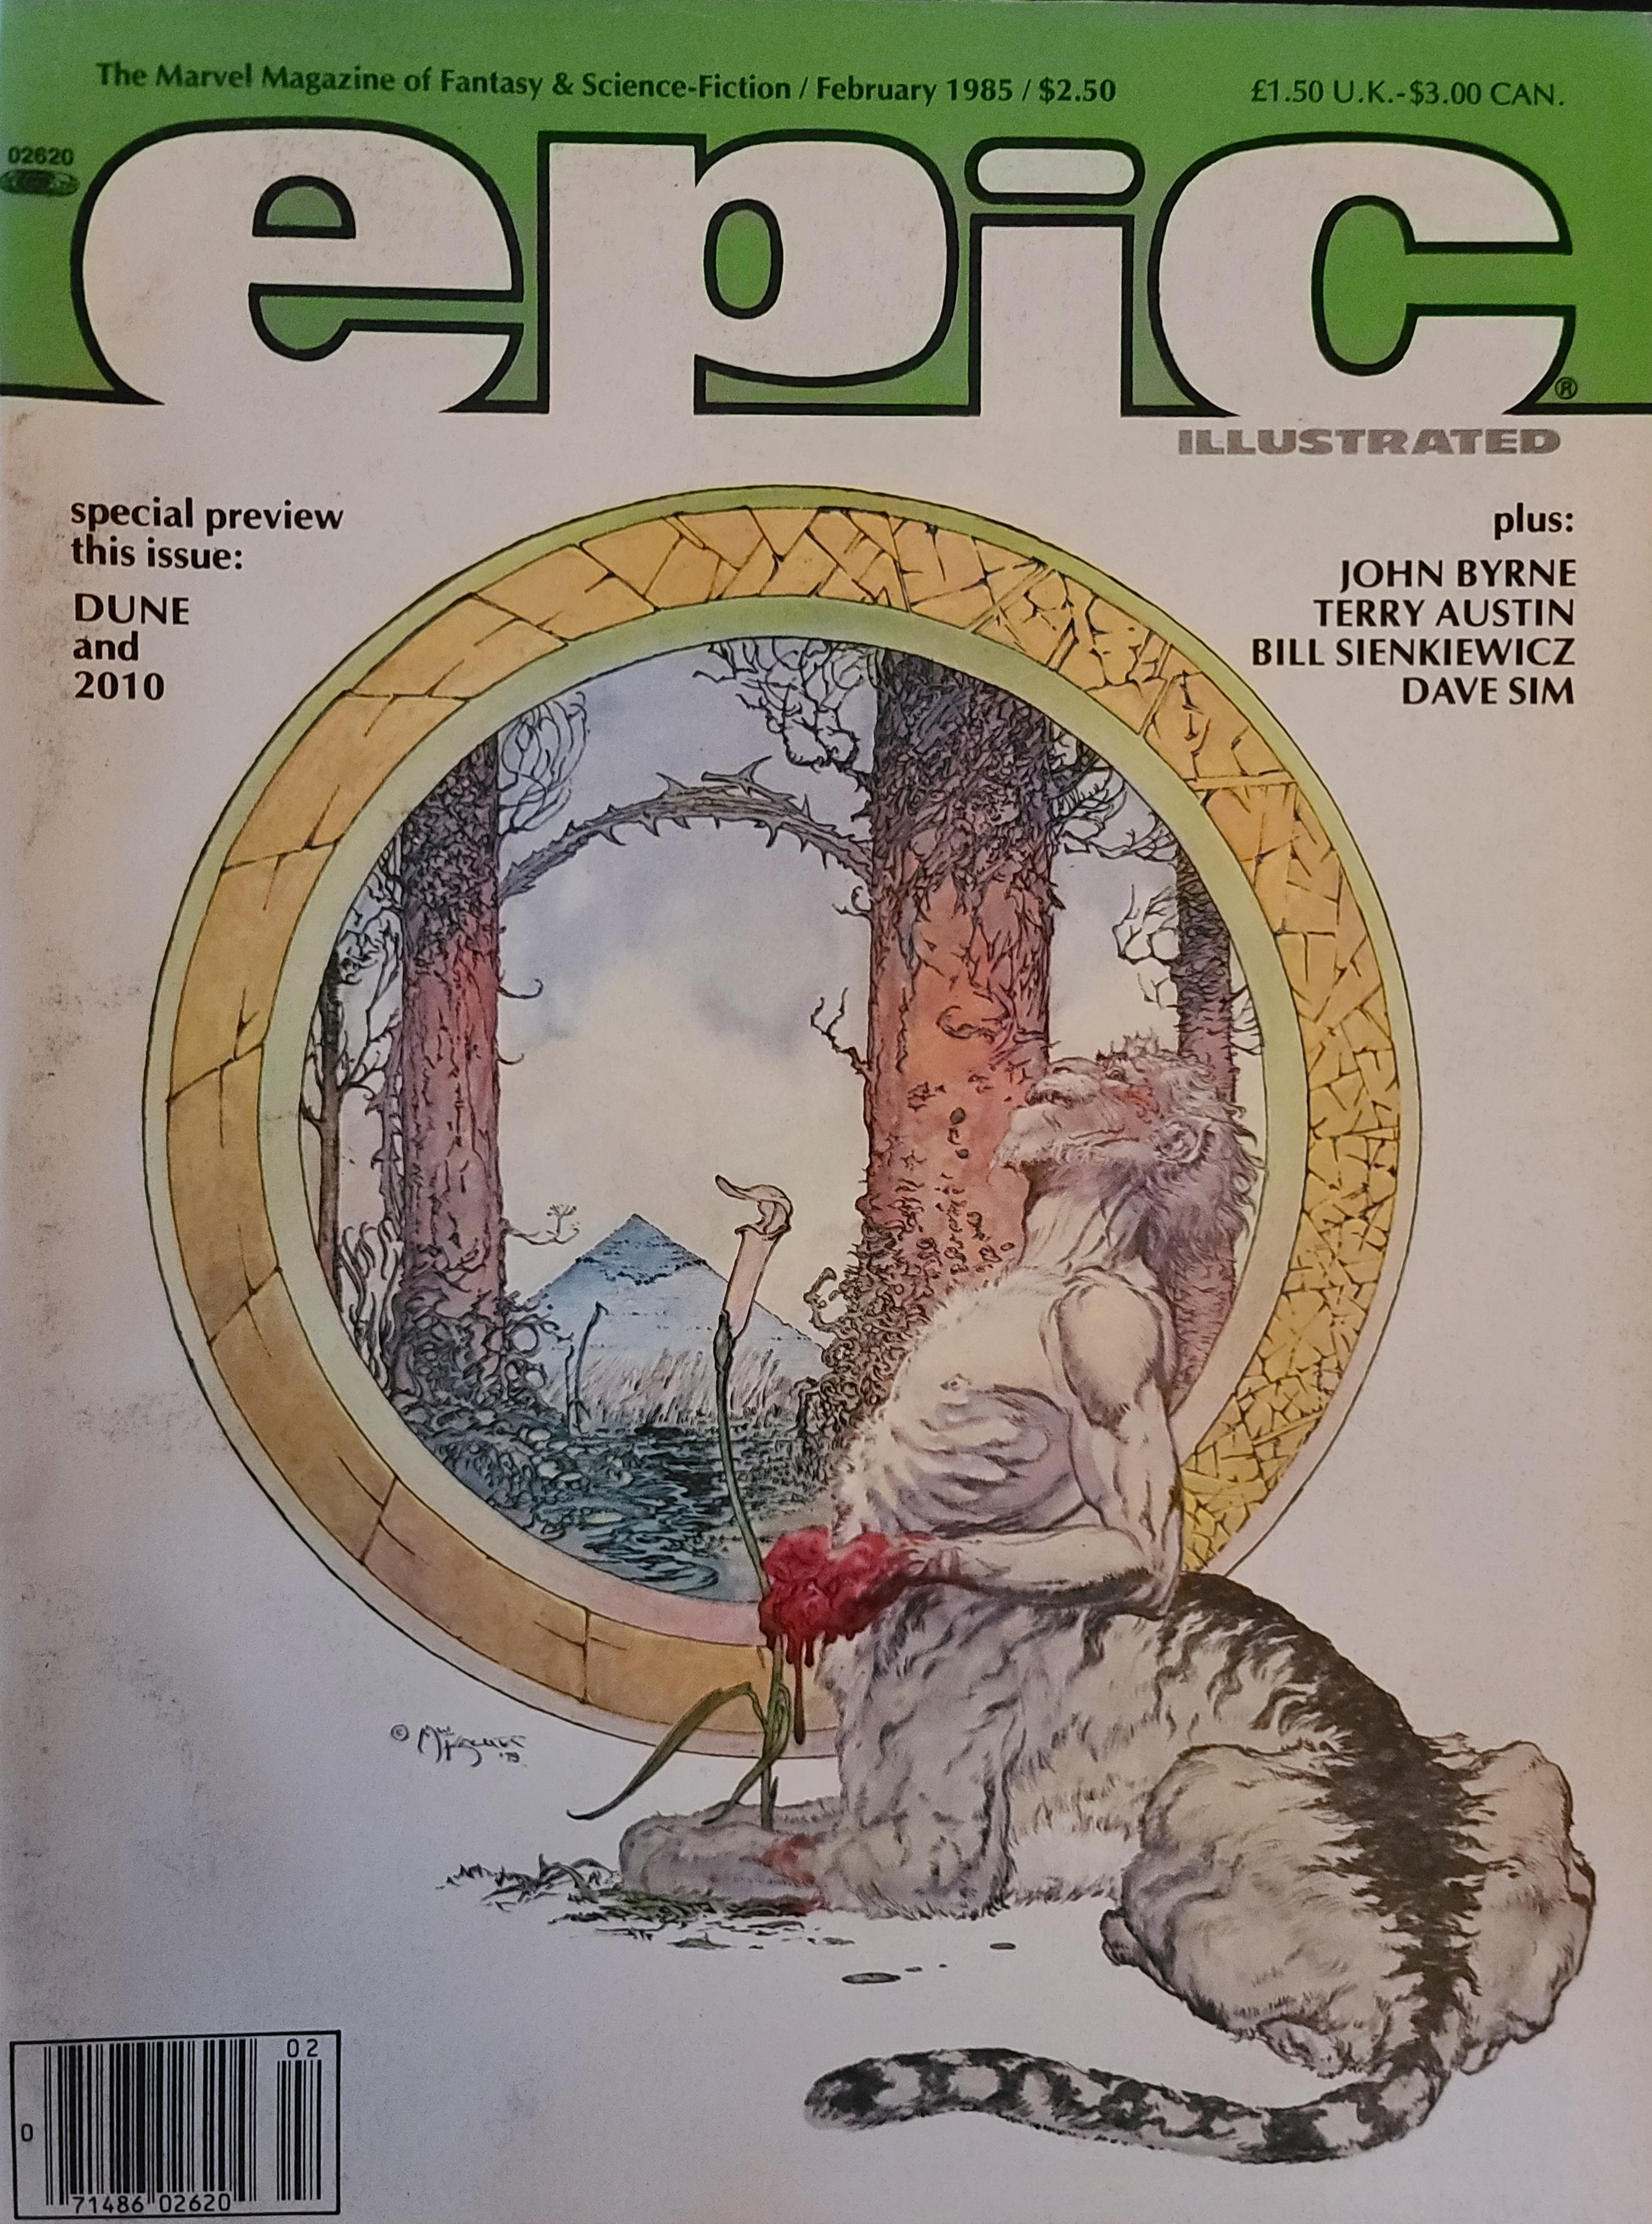 The Marvel Magazine of Fantasy & Science-Fiction / February 1985 / $2.50
£1.50 U.K.-$3.00 CAN.
02620
epic
®
ILLUSTRATED
special preview
this issue:
DUNE
and
2010
plus:
JOHN BYRNE
TERRY AUSTIN
BILL SIENKIEWICZ
DAVE SIM
©
02
0
71486 02620